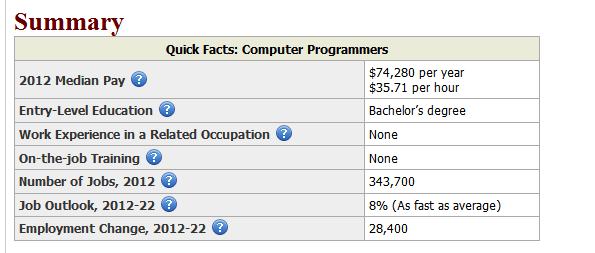 Summary
Quick Facts: Computer Programmers
2012 Median Pay ? $74,280 per year
$35.71 per hour
Entry-Level Education ? Bachelor's degree
Work Experience in a Related Occupation ? None
On-the-job Training ? None
Number of Jobs, 2012 ? 343,700
Job Outlook, 2012-22 ? 8% (As fast as average)
Employment Change, 2012-22 ? 28,400